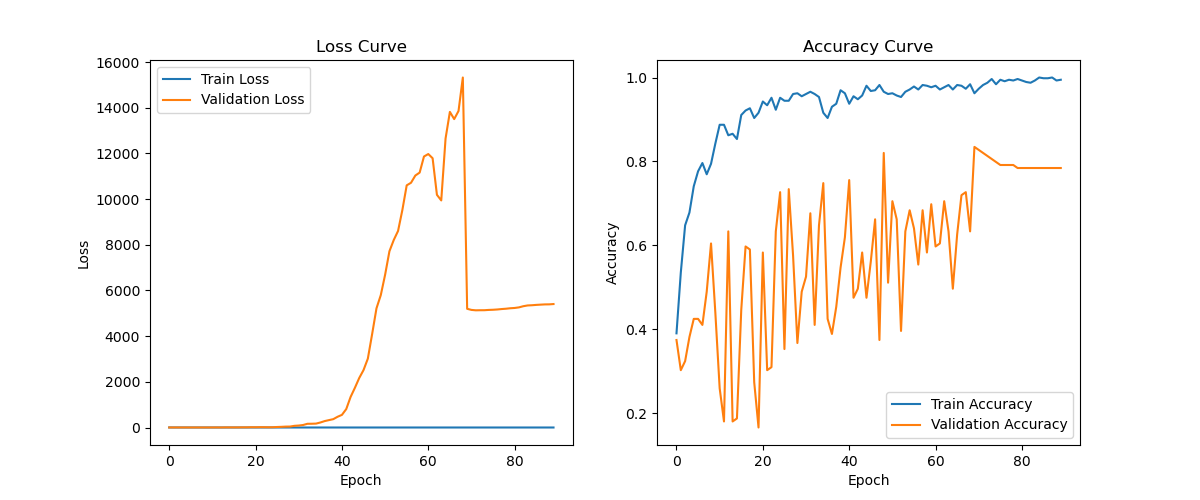 Loss Curve
Train Loss
Validation Loss
16000
14000
12000
10000
8000
6000
4000
2000
0
Loss
0
20
40
60
80
Epoch
Accuracy Curve
1.0
0.8
0.6
0.4
0.2
Accuracy
Train Accuracy
Validation Accuracy
0
20
40
60
80
Epoch